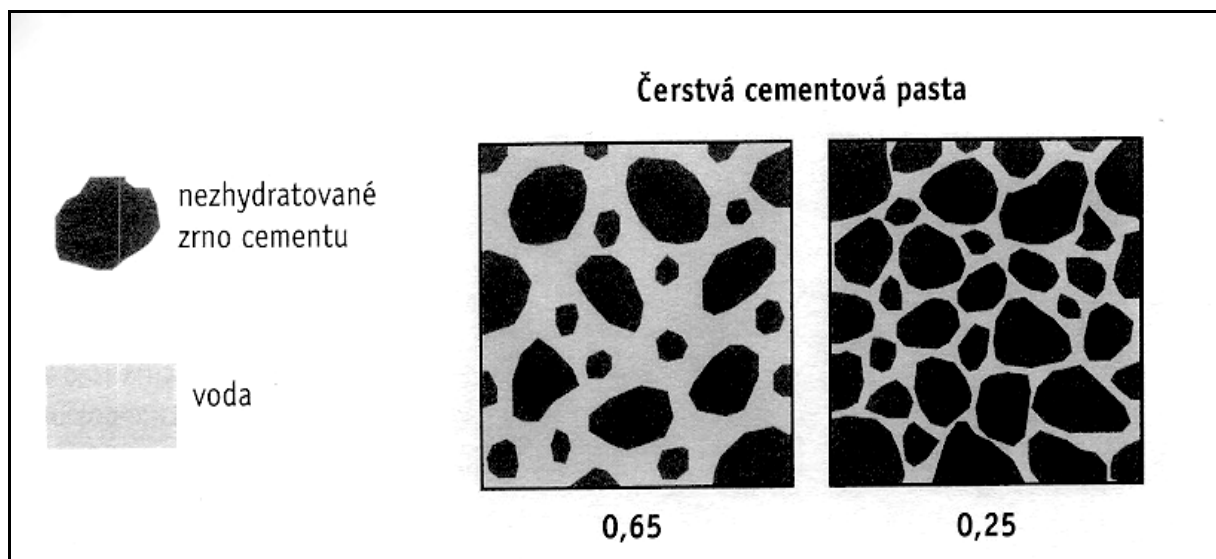 Čerstvá cementová pasta
nezhydratované
zrno cementu
voda
0,65
0,25